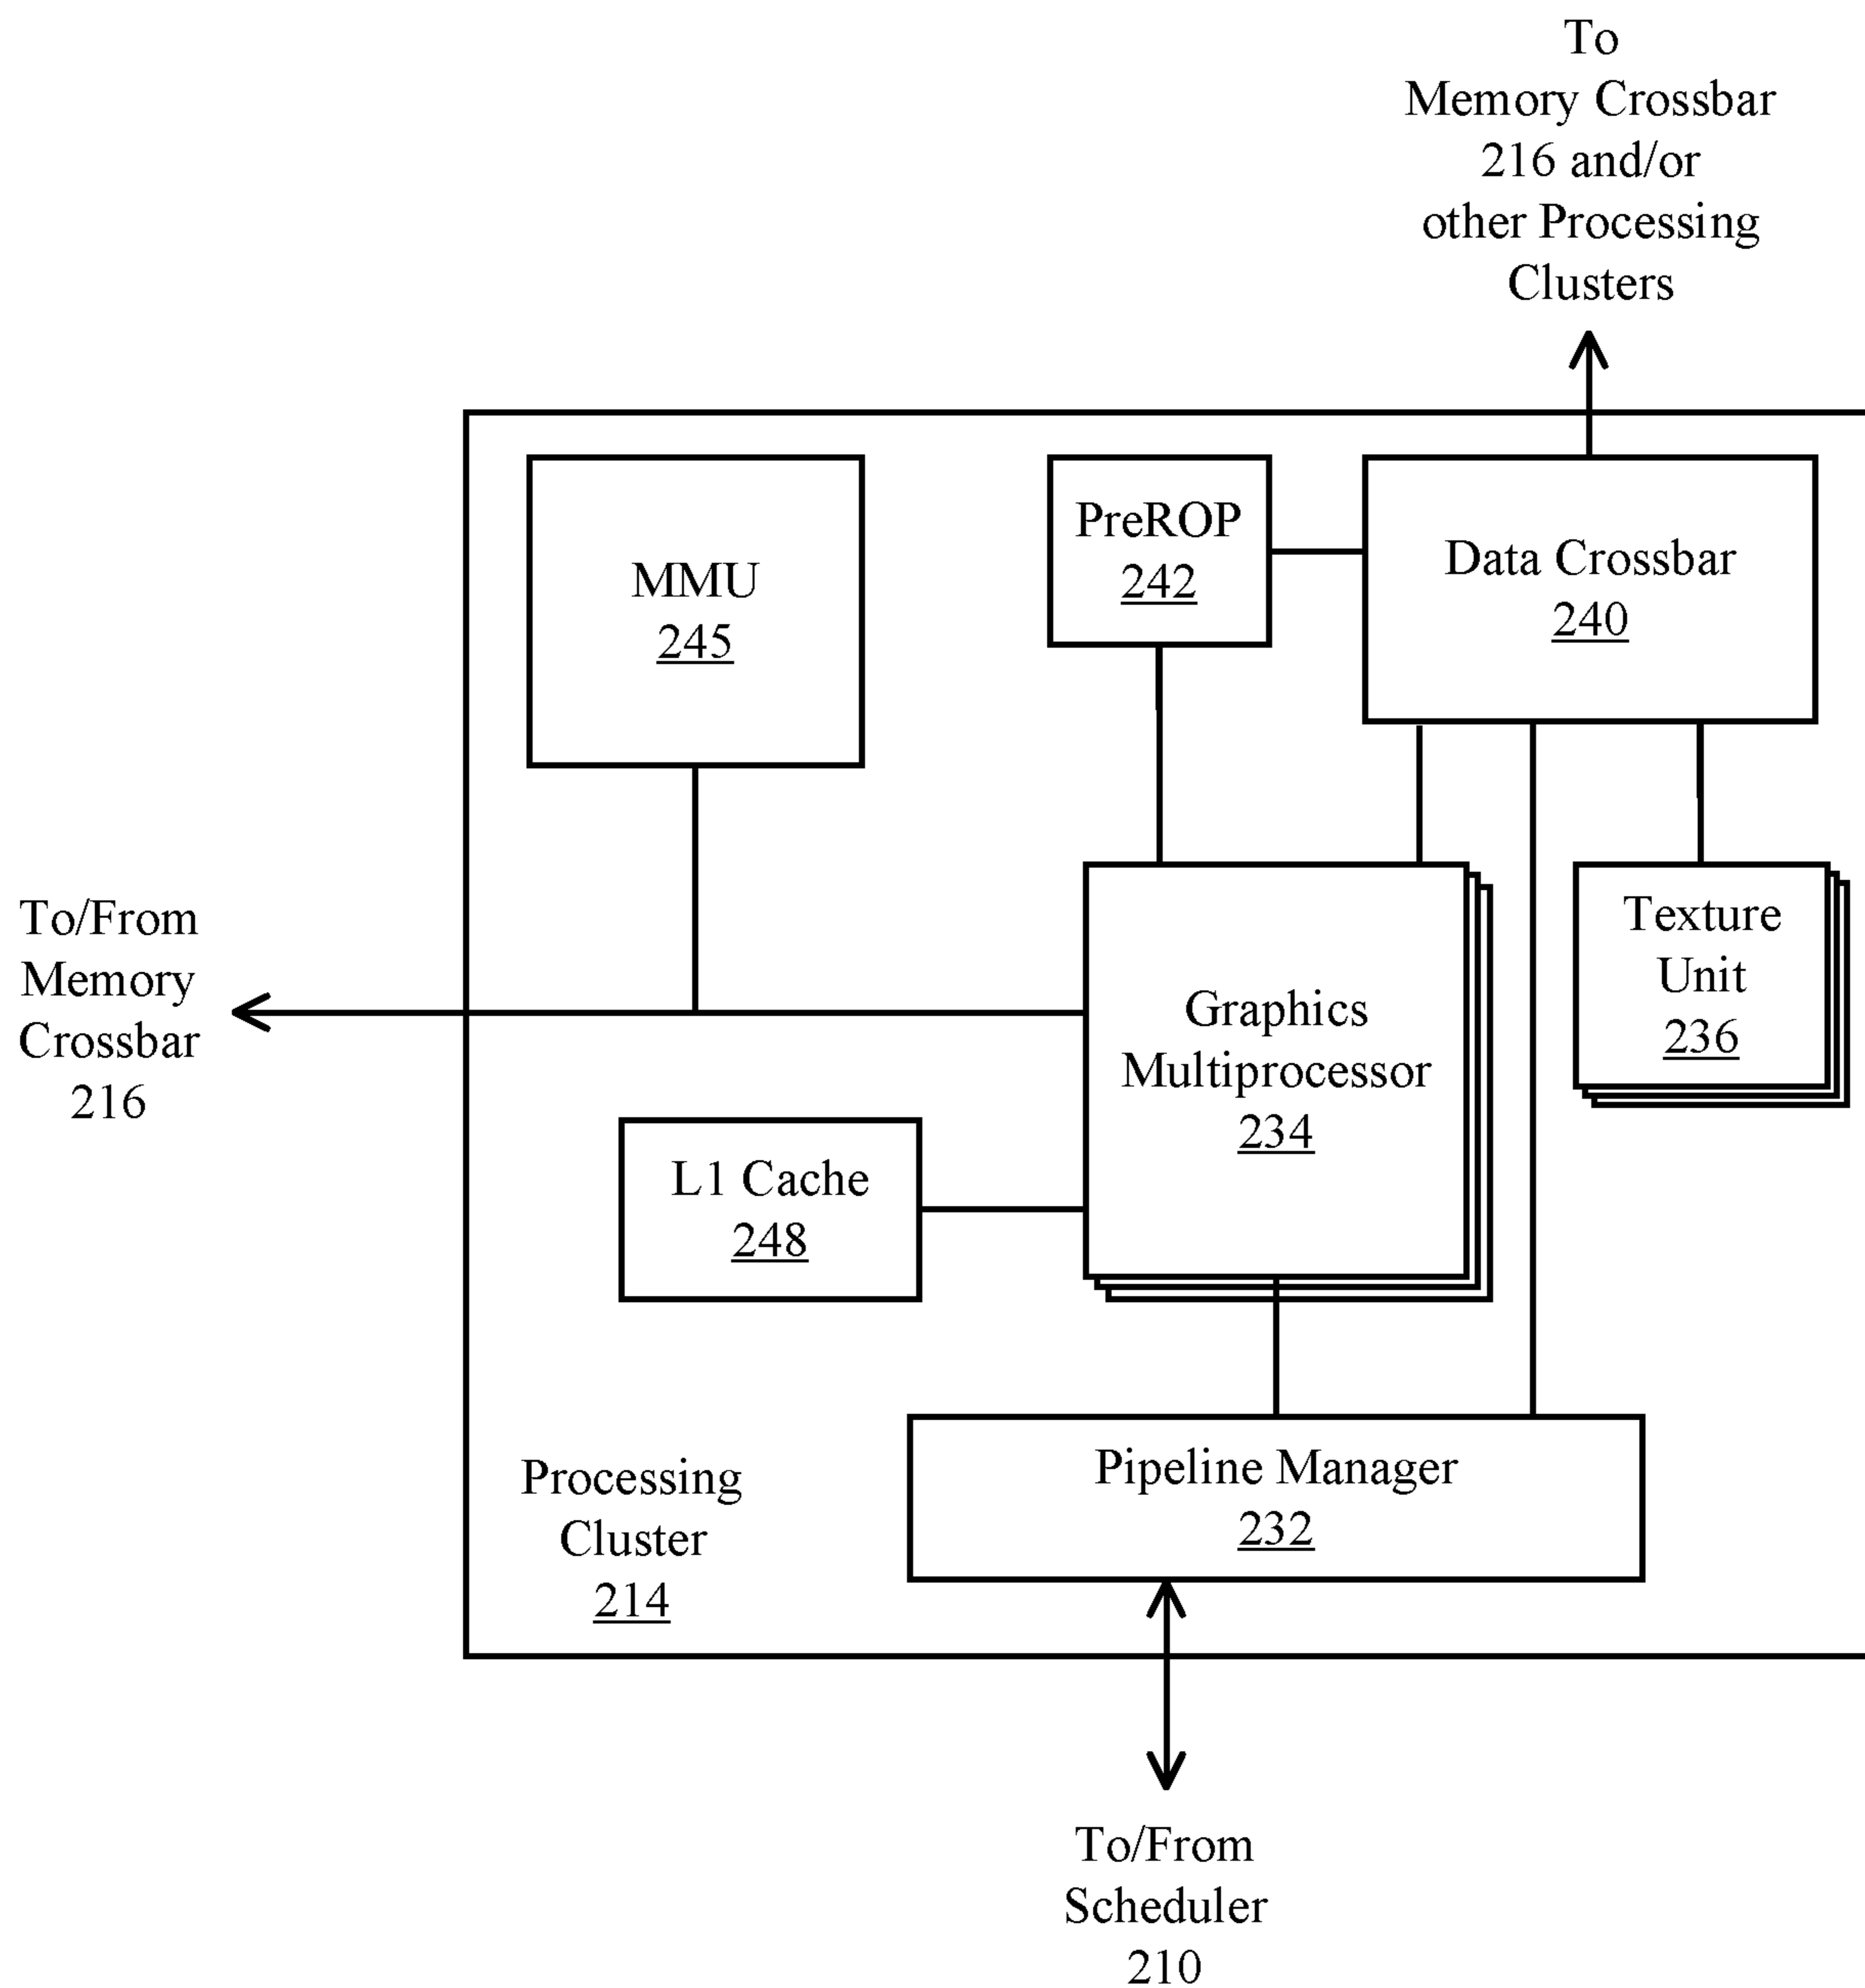 To
Memory Crossbar
216 and/or
other Processing
Clusters
MMU
245
PreROP
242
Data Crossbar
240
To/From
Memory
Crossbar
216
Graphics
Multiprocessor
234
Texture
Unit
236
L1 Cache
248
Processing
Cluster
214
Pipeline Manager
232
To/From
Scheduler
210